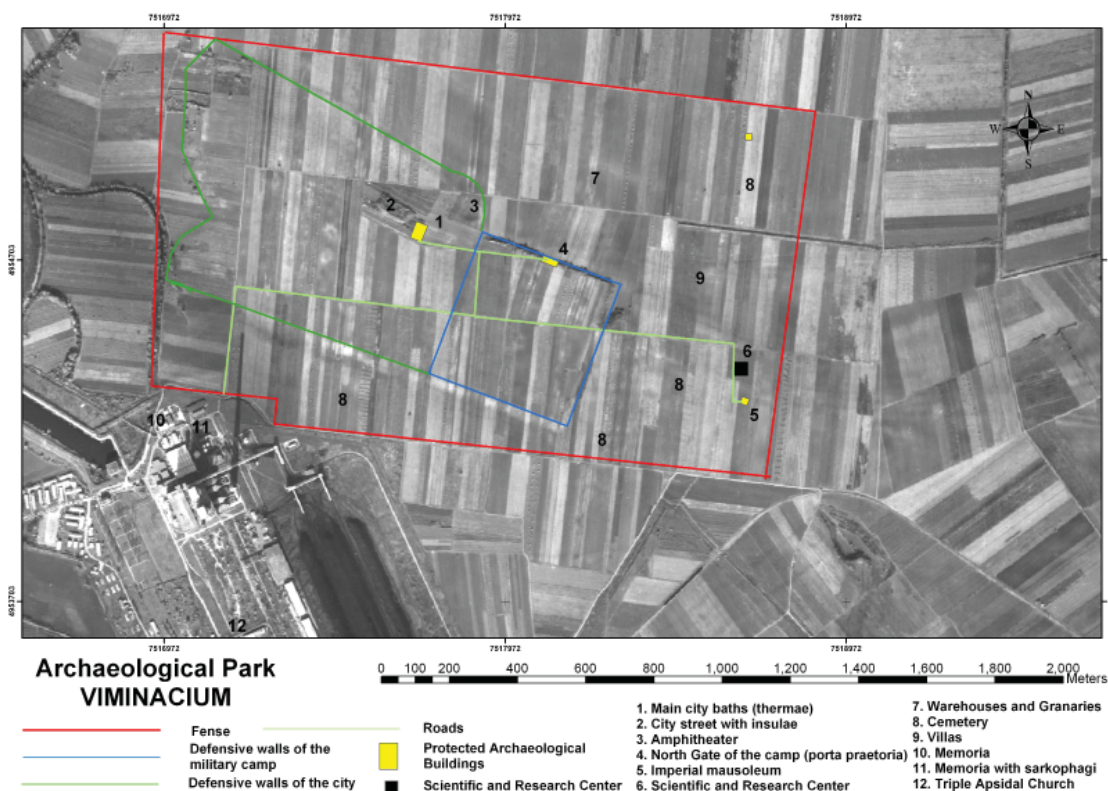 7516972 7517972 7518972
N
W E
S
7
8
3
2
1
4
4954703
9
6
8
8
5
10
11
8
4953703
12
7516972 7517972 7518972
Archaeological Park
VIMINACIUM
0 100 200 400 600 800 1,000 1,200 1,400 1,600 1,800 2,000
Meters
Fense
Defensive walls of the
military camp
Defensive walls of the city
Roads
Protected Archaeological
Buildings
Scientific and Research Center
1. Main city baths (thermae)
2. City street with insulae
3. Amphitheater
4. North Gate of the camp (porta praetoria)
5. Imperial mausoleum
6. Scientific and Research Center
7. Warehouses and Granaries
8. Cemetery
9. Villas
10. Memoria
11. Memoria with sarkophagi
12. Triple Apsidal Church